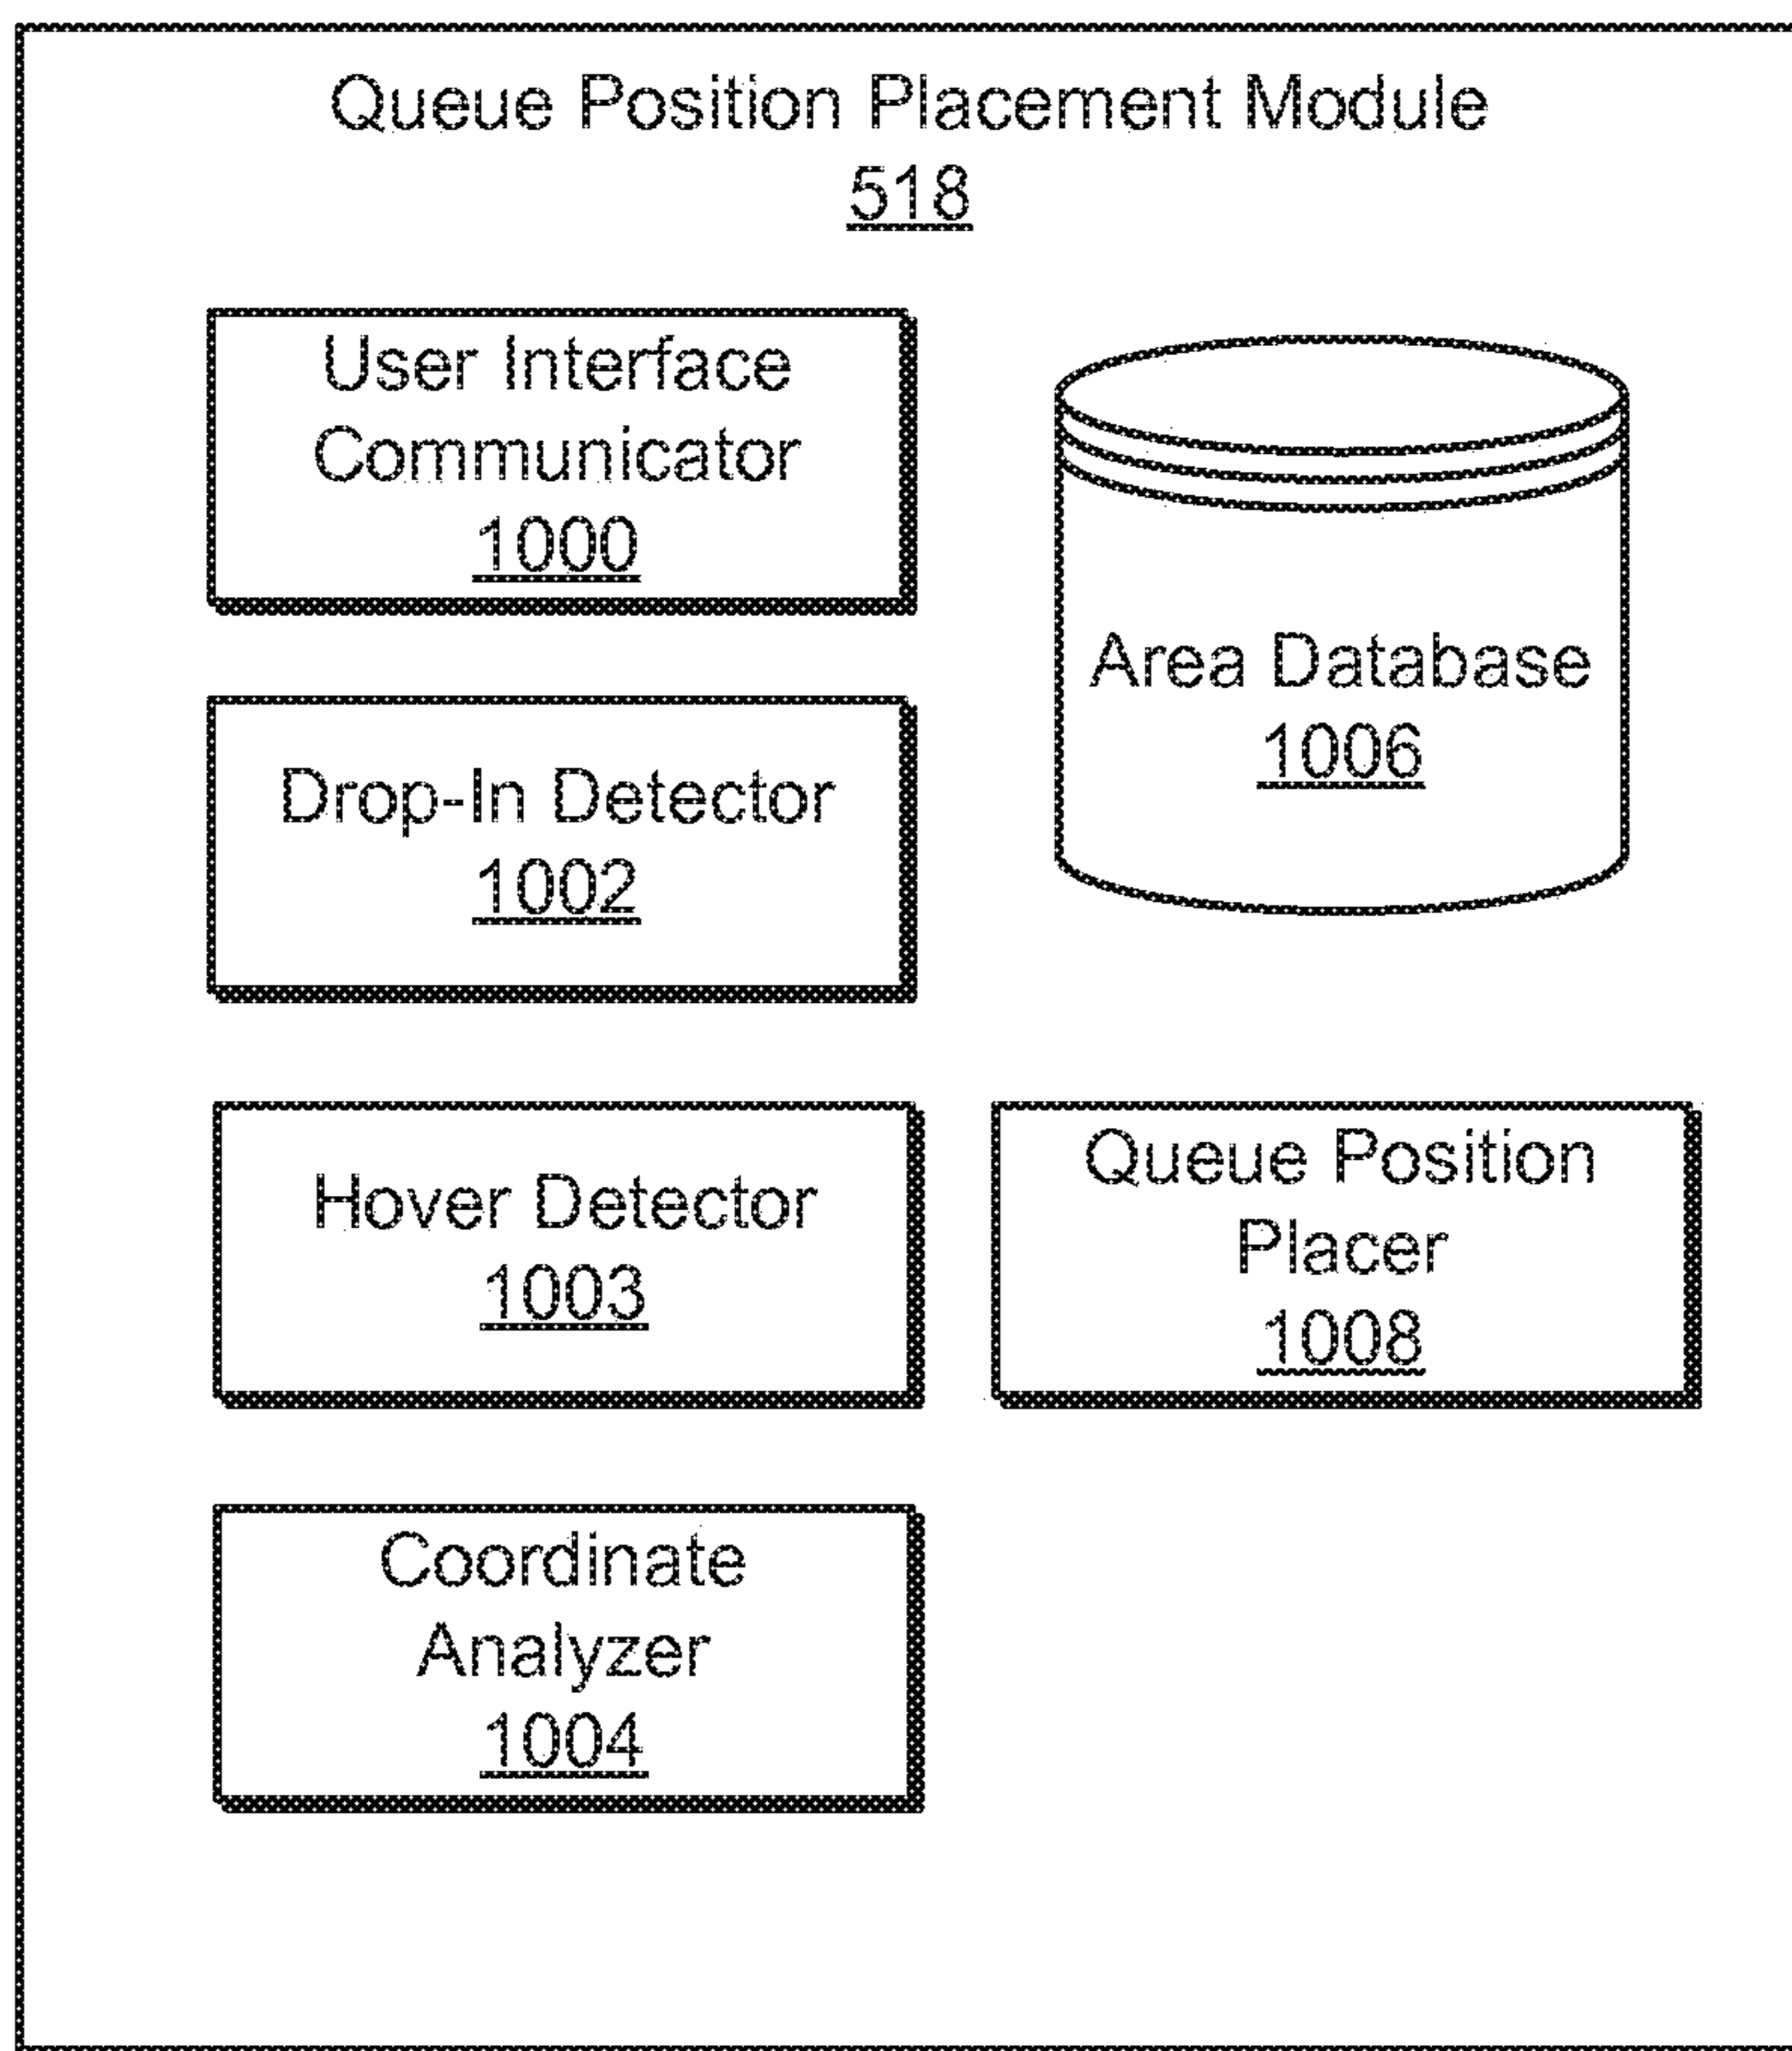 Queue Position Placement Module
518
User Interface
Communicator
1000
Area Database
1006
Drop-In Detector
1002
Hover Detector
1003
Queue Position
Placer
1008
Coordinate
Analyzer
1004